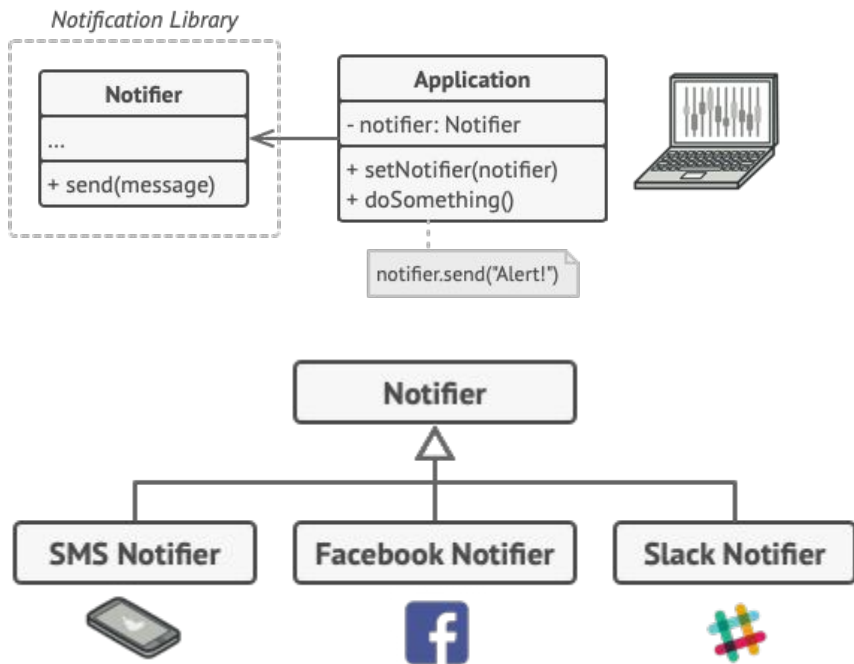 Notification Library
Notifier
...
+ send(message)
Application
- notifier: Notifier
+ setNotifier(notifier)
+ doSomething()
notifier.send("Alert!")
Notifier
SMS Notifier
Facebook Notifier
Slack Notifier